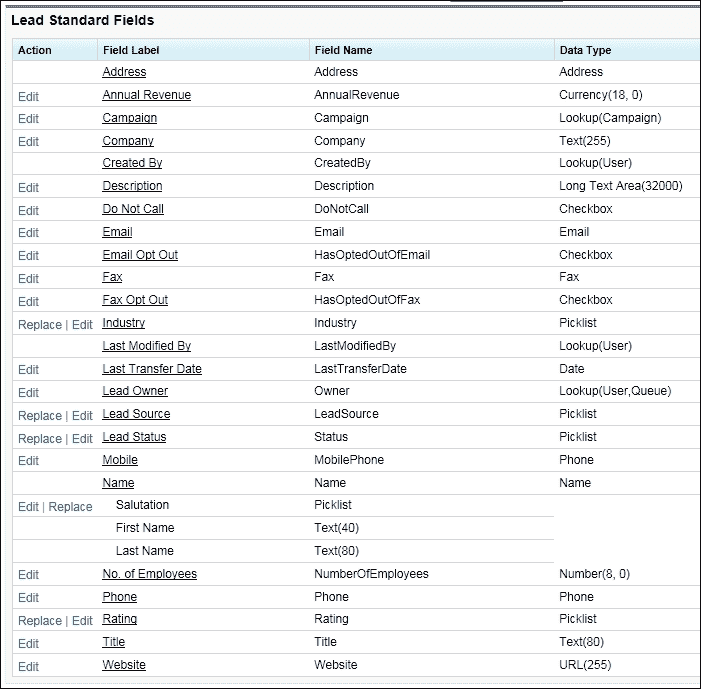 Lead Standard Fields
Action Field Label Field Name Data Type
Address Address Address
Edit Annual Revenue AnnualRevenue Currency(18, 0)
Edit Campaign Campaign Lookup(Campaign)
Edit Company Company Text(255)
Created By CreatedBy Lookup(User)
Edit Description Description Long Text Area(32000)
Edit Do Not Call DoNotCall Checkbox
Edit Email Email Email
Edit Email Opt Out HasOptedOutOfEmail Checkbox
Edit Fax Fax Fax
Edit Fax Opt Out HasOptedOutOfFax Checkbox
Replace | Edit Industry Industry Picklist
Last Modified By LastModifiedBy Lookup(User)
Edit Last Transfer Date LastTransferDate Date
Edit Lead Owner Owner Lookup(User,Queue)
Replace | Edit Lead Source LeadSource Picklist
Replace | Edit Lead Status Status Picklist
Edit Mobile MobilePhone Phone
Name Name Name
Edit | Replace Salutation Picklist
First Name Text(40)
Last Name Text(80)
Edit No. of Employees NumberOfEmployees Number(8, 0)
Edit Phone Phone Phone
Replace | Edit Rating Rating Picklist
Edit Title Title Text(80)
Edit Website Website URL(255)